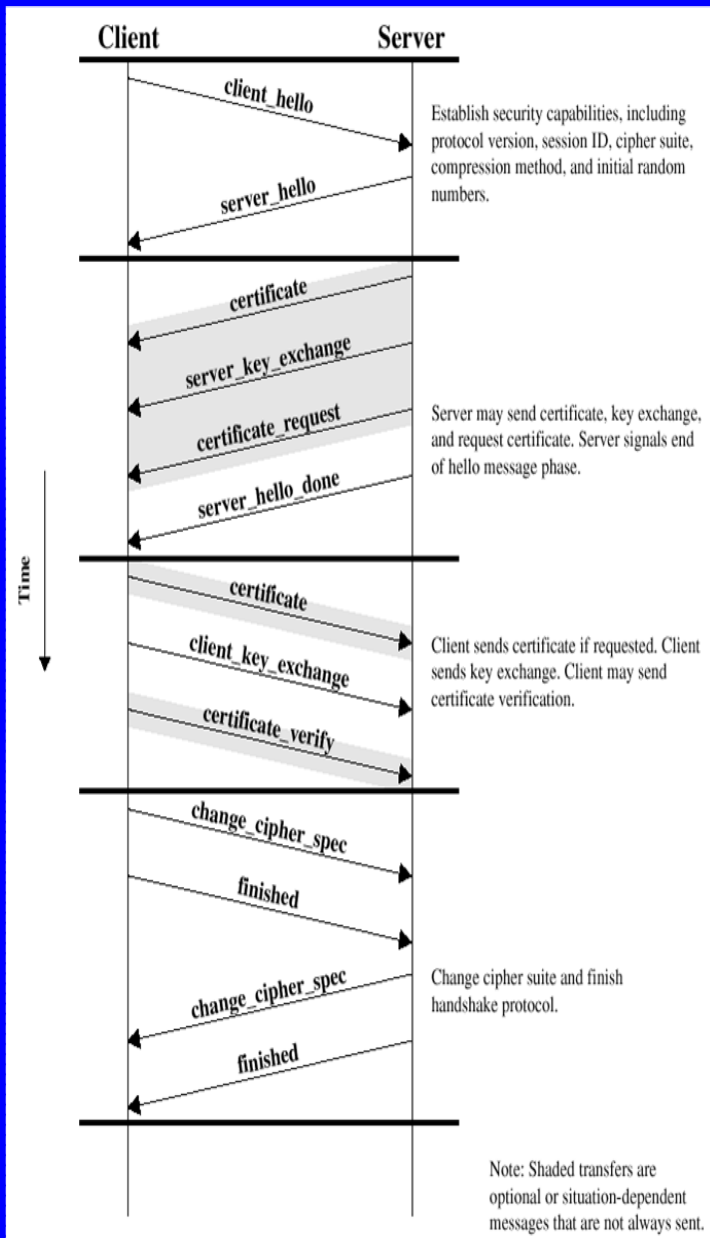 Client
Server
client_hello
Establish security capabilities, including
protocol version, session ID, cipher suite,
compression method, and initial random
numbers.
server_hello
certificate
server_key_exchange
certificate_request
Server may send certificate, key exchange,
and request certificate. Server signals end
of hello message phase.
server_hello_done
Time
certificate
client_key_exchange
Client sends certificate if requested. Client
sends key exchange. Client may send
certificate verification.
certificate_verify
change_cipher_spec
finished
change_cipher_spec
Change cipher suite and finish
handshake protocol.
finished
Note: Shaded transfers are
optional or situation-dependent
messages that are not always sent.